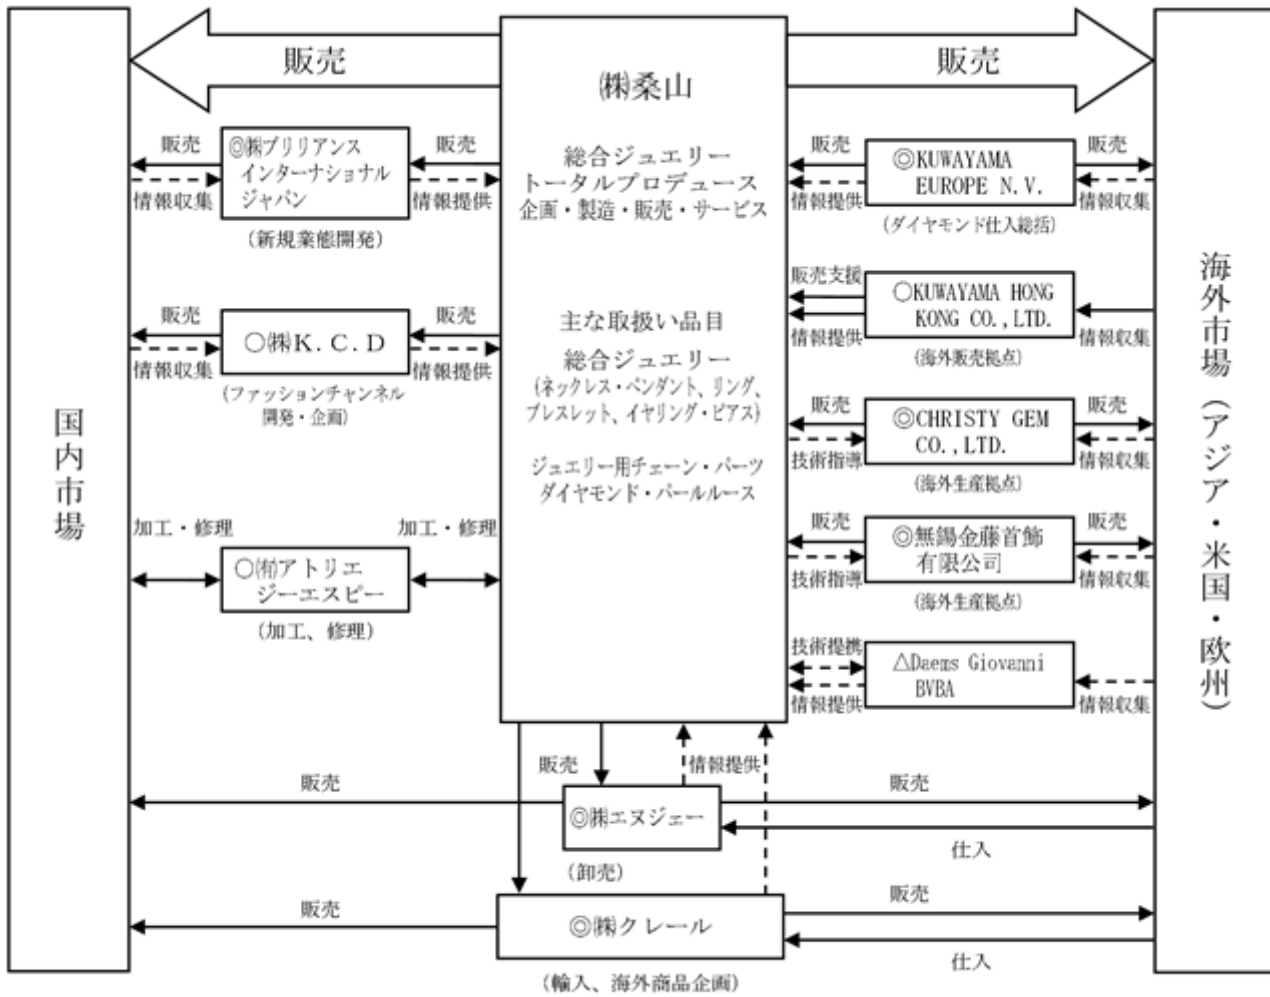 販売
販売
㈱桑山
総合ジュエリー
トータルプロデュース
企画・製造・販売・サービス
主な取扱い品目
総合ジュエリー
(ネックレス・ペンダント、リング、
ブレスレット、イヤリング・ピアス)
ジュエリー用チェーン・パーツ
ダイヤモンド・パールルース
国内市場
販売
情報収集
◎㈱ブリリアンス
インターナショナル
ジャパン
(新規業態開発)
販売
情報提供
販売
情報収集
○㈱K.C.D
(ファッションチャンネル
開発・企画)
販売
情報提供
加工・修理
○㈲アトリエ
ジーエスピー
(加工、修理)
加工・修理
販売
情報提供
◎KUWAYAMA
EUROPE N.V.
(ダイヤモンド仕入総括)
販売
情報収集
販売支援
情報提供
○KUWAYAMA HONG
KONG CO.,LTD.
(海外販売拠点)
情報収集
販売
技術指導
◎CHRISTY GEM
CO.,LTD.
(海外生産拠点)
販売
情報収集
販売
技術指導
◎無錫金藤首飾
有限公司
(海外生産拠点)
販売
情報収集
技術提携
情報提供
△Daems Giovanni
BVBA
情報収集
海外市場(アジア・米国・欧州)
販売
情報提供
販売
◎㈱エヌジェー
(卸売)
販売
仕入
販売
◎㈱クレール
(輸入、海外商品企画)
販売
仕入